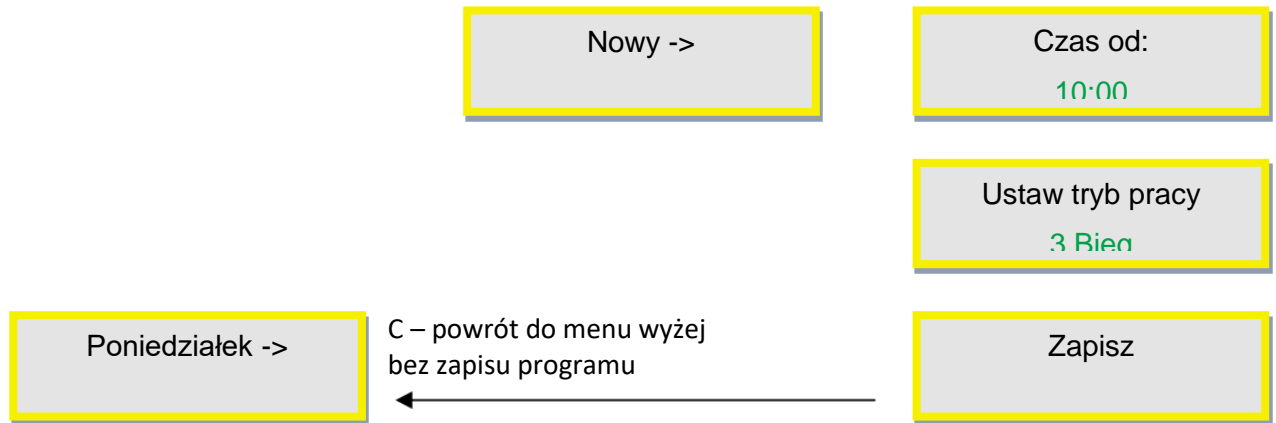 Nowy ->
Czas od:
10:00
Ustaw tryb pracy
3 Bieg
Poniedziałek ->
C – powrót do menu wyżej
bez zapisu programu
Zapisz